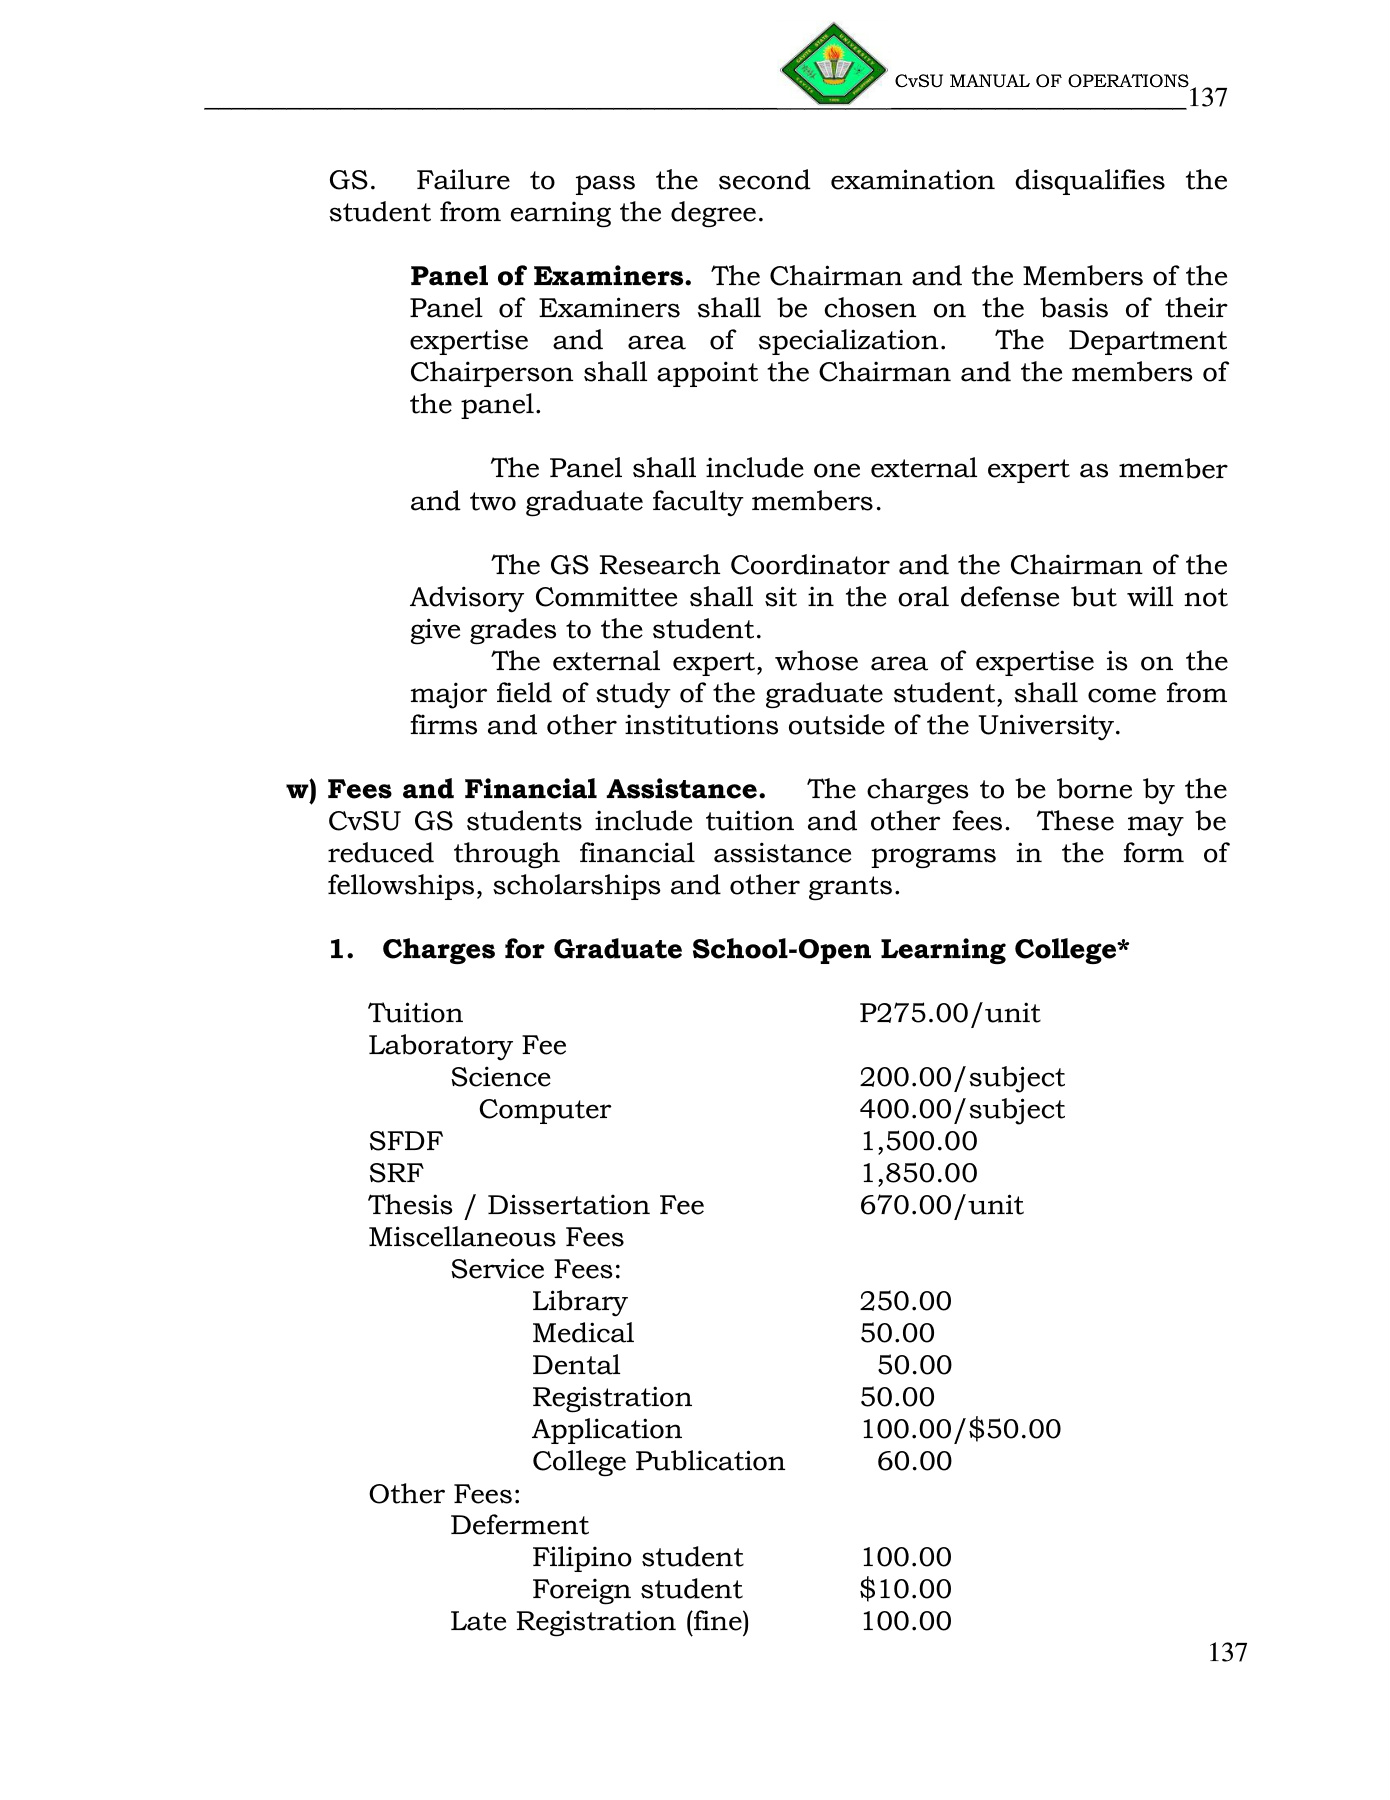 CvSU MANUAL OF OPERATIONS 137
GS. Failure to pass the second examination disqualifies the
student from earning the degree.
Panel of Examiners. The Chairman and the Members of the
Panel of Examiners shall be chosen on the basis of their
expertise and area of specialization. The Department
Chairperson shall appoint the Chairman and the members of
the panel.
The Panel shall include one external expert as member
and two graduate faculty members.
The GS Research Coordinator and the Chairman of the
Advisory Committee shall sit in the oral defense but will not
give grades to the student.
The external expert, whose area of expertise is on the
major field of study of the graduate student, shall come from
firms and other institutions outside of the University.
w) Fees and Financial Assistance. The charges to be borne by the
CvSU GS students include tuition and other fees. These may be
reduced through financial assistance programs in the form of
fellowships, scholarships and other grants.
1. Charges for Graduate School-Open Learning College*
Tuition P275.00/unit
Laboratory Fee
Science 200.00/subject
Computer 400.00/subject
SFDF 1,500.00
SRF 1,850.00
Thesis / Dissertation Fee 670.00/unit
Miscellaneous Fees
Service Fees:
Library 250.00
Medical 50.00
Dental 50.00
Registration 50.00
Application 100.00/$50.00
College Publication 60.00
Other Fees:
Deferment
Filipino student 100.00
Foreign student $10.00
Late Registration (fine) 100.00
137